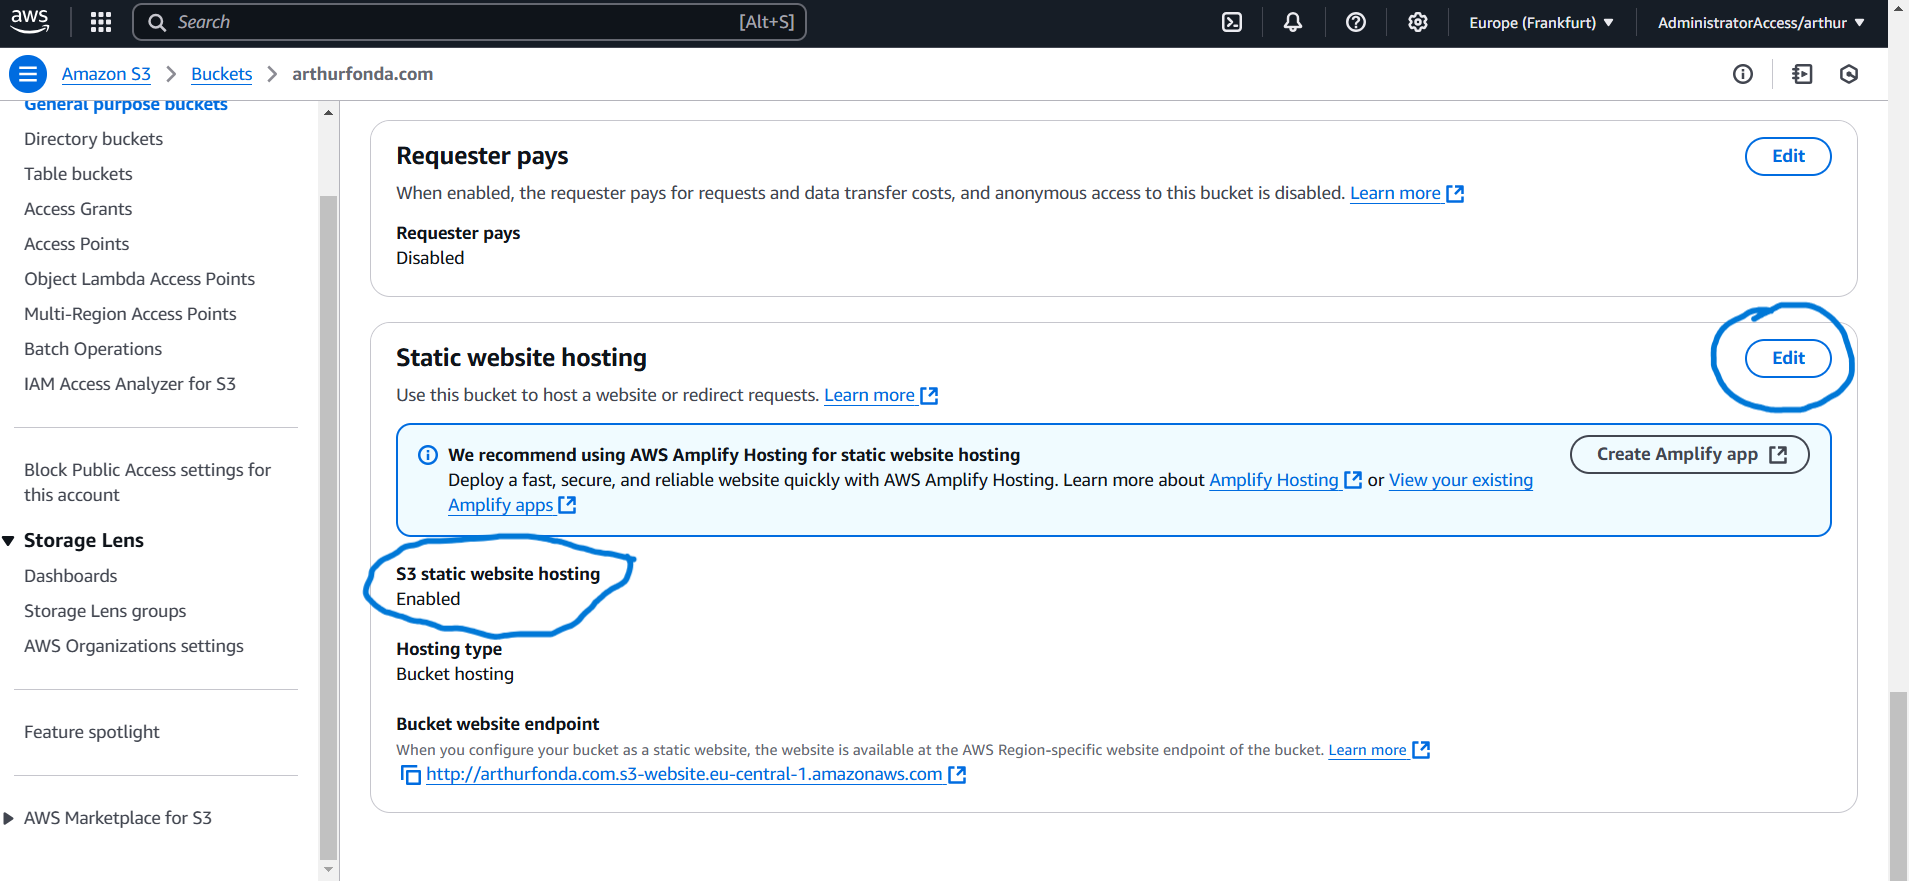 aws
Search
[Alt+S]
Europe (Frankfurt)
AdministratorAccess/arthur
Amazon S3
Buckets
arthurfonda.com
General purpose buckets
Directory buckets
Table buckets
Access Grants
Access Points
Object Lambda Access Points
Multi-Region Access Points
Batch Operations
IAM Access Analyzer for S3
Block Public Access settings for
this account
Storage Lens
Dashboards
Storage Lens groups
AWS Organizations settings
Feature spotlight
AWS Marketplace for S3
Requester pays
Edit
When enabled, the requester pays for requests and data transfer costs, and anonymous access to this bucket is disabled. Learn more
Requester pays
Disabled
Static website hosting
Edit
Use this bucket to host a website or redirect requests. Learn more
We recommend using AWS Amplify Hosting for static website hosting
Create Amplify app
Deploy a fast, secure, and reliable website quickly with AWS Amplify Hosting. Learn more about Amplify Hosting or View your existing
Amplify apps
S3 static website hosting
Enabled
Hosting type
Bucket hosting
Bucket website endpoint
When you configure your bucket as a static website, the website is available at the AWS Region-specific website endpoint of the bucket. Learn more
http://arthurfonda.com.s3-website.eu-central-1.amazonaws.com